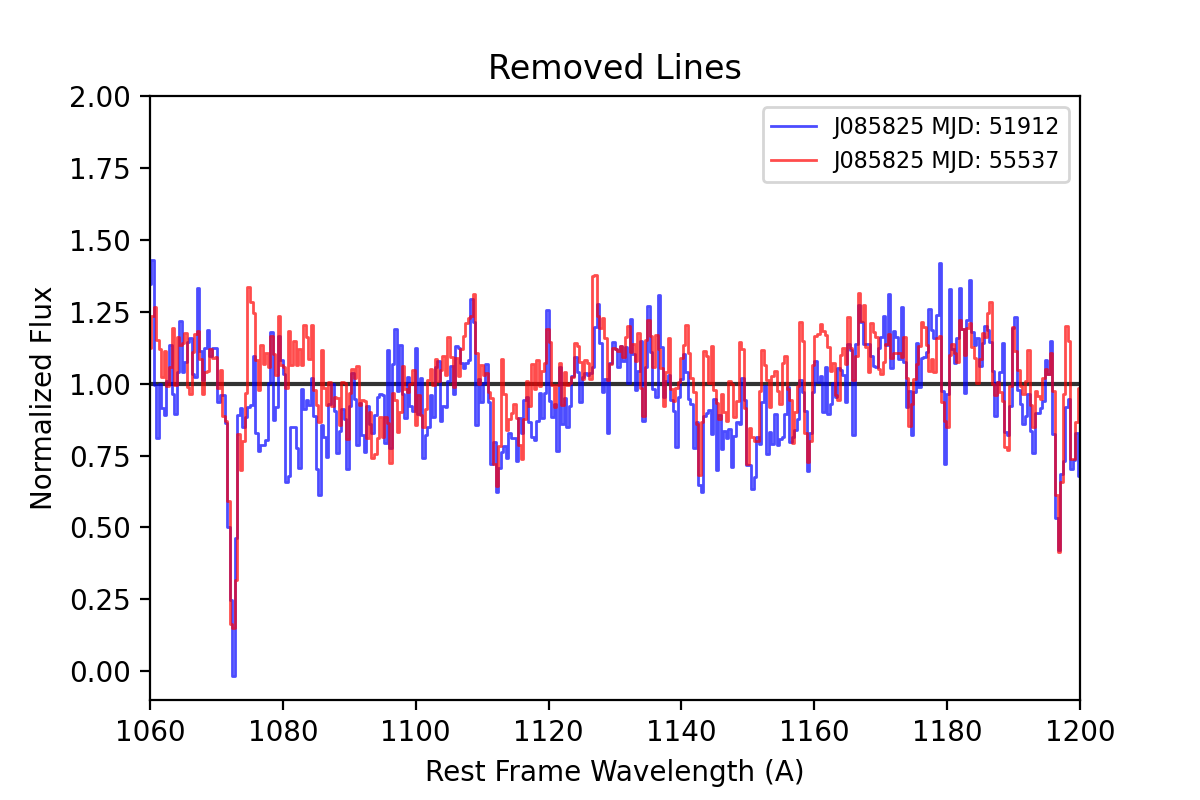 Removed Lines
J085825 MJD: 51912
J085825 MJD: 55537
2.00
1.75
1.50
1.25
1.00
0.75
0.50
0.25
0.00
Normalized Flux
1060 1080 1100 1120 1140 1160 1180 1200
Rest Frame Wavelength (A)